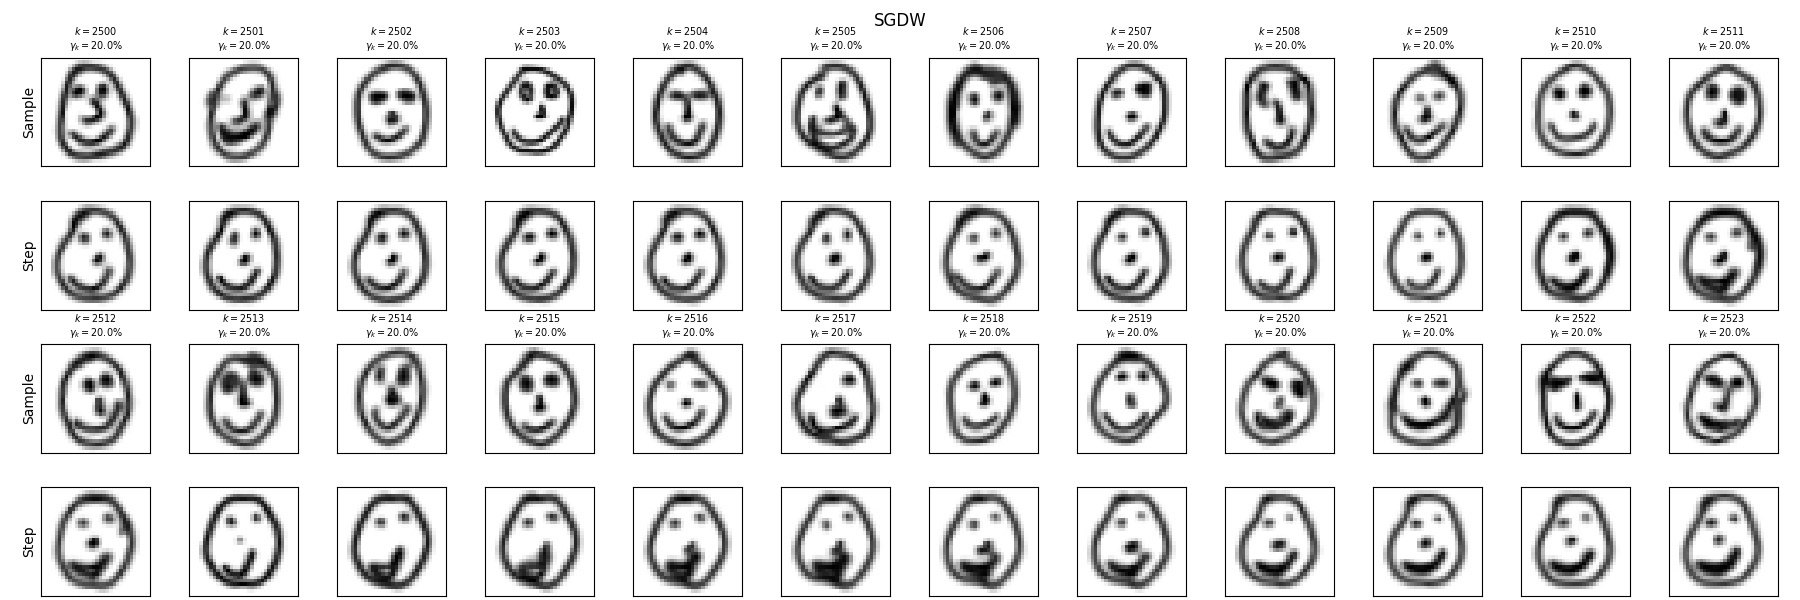 SGDW
k = 2500 k = 2501 k = 2502 k = 2503 k = 2504 k = 2505 k = 2506 k = 2507 k = 2508 k = 2509 k = 2510 k = 2511
γk = 20.0% γk = 20.0% γk = 20.0% γk = 20.0% γk = 20.0% γk = 20.0% γk = 20.0% γk = 20.0% γk = 20.0% γk = 20.0% γk = 20.0% γk = 20.0%
Sample
Step
k = 2512 k = 2513 k = 2514 k = 2515 k = 2516 k = 2517 k = 2518 k = 2519 k = 2520 k = 2521 k = 2522 k = 2523
γk = 20.0% γk = 20.0% γk = 20.0% γk = 20.0% γk = 20.0% γk = 20.0% γk = 20.0% γk = 20.0% γk = 20.0% γk = 20.0% γk = 20.0% γk = 20.0%
Sample
Step